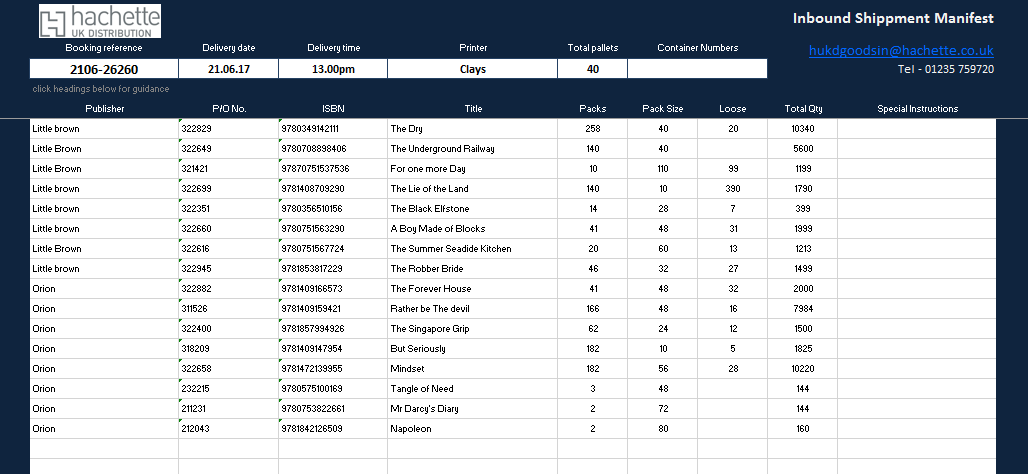 hachette
UK DISTRIBUTION
Inbound Shippment Manifest
Booking reference Delivery date Delivery time Printer Total pallets Container Numbers hukdgoodsin@hachette.co.uk
2106-26260 21.06.17 13.00pm Clays 40 Tel - 01235 759720
click headings below for guidance
Publisher P/O No. ISBN Title Packs Pack Size Loose Total Qty Special Instructions
Little brown 322829 9780349142111 The Dry 258 40 20 10340
Little Brown 322649 9780708898406 The Underground Railway 140 40 5600
Little Brown 321421 97870751537536 For one more Day 10 110 99 1199
Little brown 322699 9781408709290 The Lie of the Land 140 10 390 1790
Little brown 322351 9780356510156 The Black Elfstone 14 28 7 399
Little brown 322660 9780751563290 A Boy Made of Blocks 41 48 31 1999
Little Brown 322616 9780751567724 The Summer Seadide Kitchen 20 60 13 1213
Little brown 322945 9781853817229 The Robber Bride 46 32 27 1499
Orion 322882 9781409166573 The Forever House 41 48 32 2000
Orion 311526 9781409159421 Rather be The devil 166 48 16 7984
Orion 322400 9781857994926 The Singapore Grip 62 24 12 1500
Orion 318209 9781409147954 But Seriously 182 10 5 1825
Orion 322658 9781472139955 Mindset 182 56 28 10220
Orion 232215 9780575100169 Tangle of Need 3 48 144
Orion 211231 9780753822661 Mr Darcy's Diary 2 72 144
Orion 212043 9781842126509 Napoleon 2 80 160